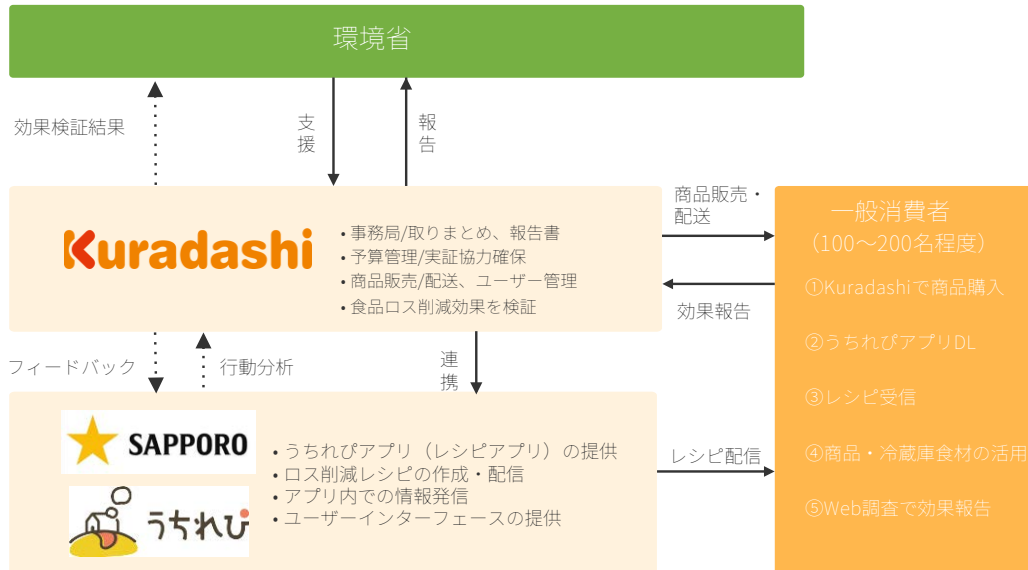 環境省
効果検証結果
支援
報告
Kuradashi
• 事務局/取りまとめ、報告書
• 予算管理/実証協力確保
• 商品販売/配送、ユーザー管理
• 食品ロス削減効果を検証
商品販売・
配送
効果報告
一般消費者
(100～200名程度)
①Kuradashiで商品購入
②うちれぴアプリDL
③レシピ受信
④商品・冷蔵庫食材の活用
⑤Web調査で効果報告
フィードバック
行動分析
連携
SAPPORO
うちれぴ
• うちれぴアプリ（レシピアプリ）の提供
• ロス削減レシピの作成・配信
• アプリ内での情報発信
• ユーザーインターフェースの提供
レシピ配信